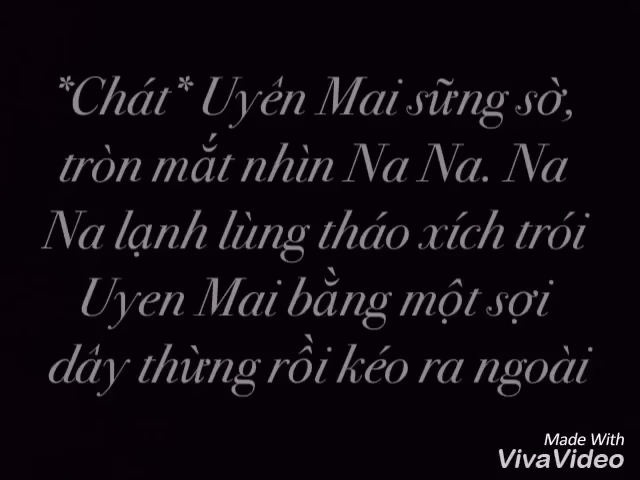 *Chát* Uyên Mai sững sờ,
tròn mắt nhìn Na Na. Na
Na lạnh lùng tháo xích trói
Uyen Mai bằng một sợi
dây thừng rồi kéo ra ngoài
Made With
VivaVideo